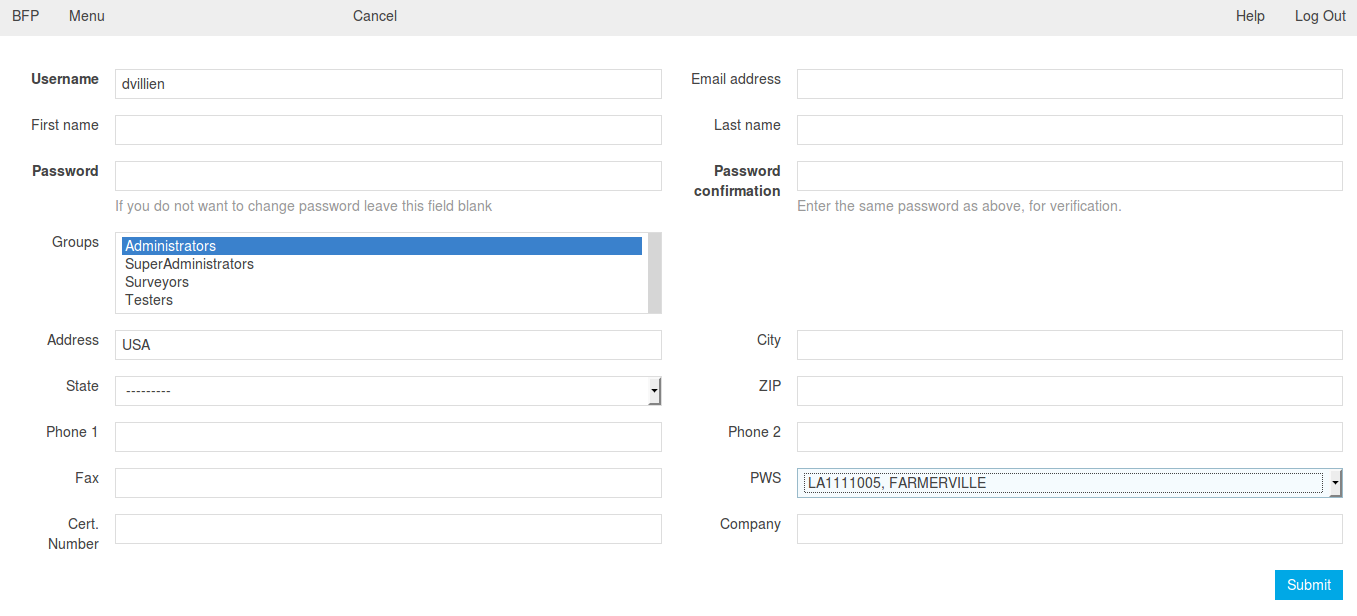 BFP Menu Cancel Help Log Out
Username dvillien Email address
First name Last name
Password Password
confirmation
If you do not want to change password leave this field blank Enter the same password as above, for verification.
Groups Administrators
SuperAdministrators
Surveyors
Testers
Address USA City
State --------- ZIP
Phone 1 Phone 2
Fax PWS LA1111005, FARMERVILLE
Cert. Company
Number
Submit